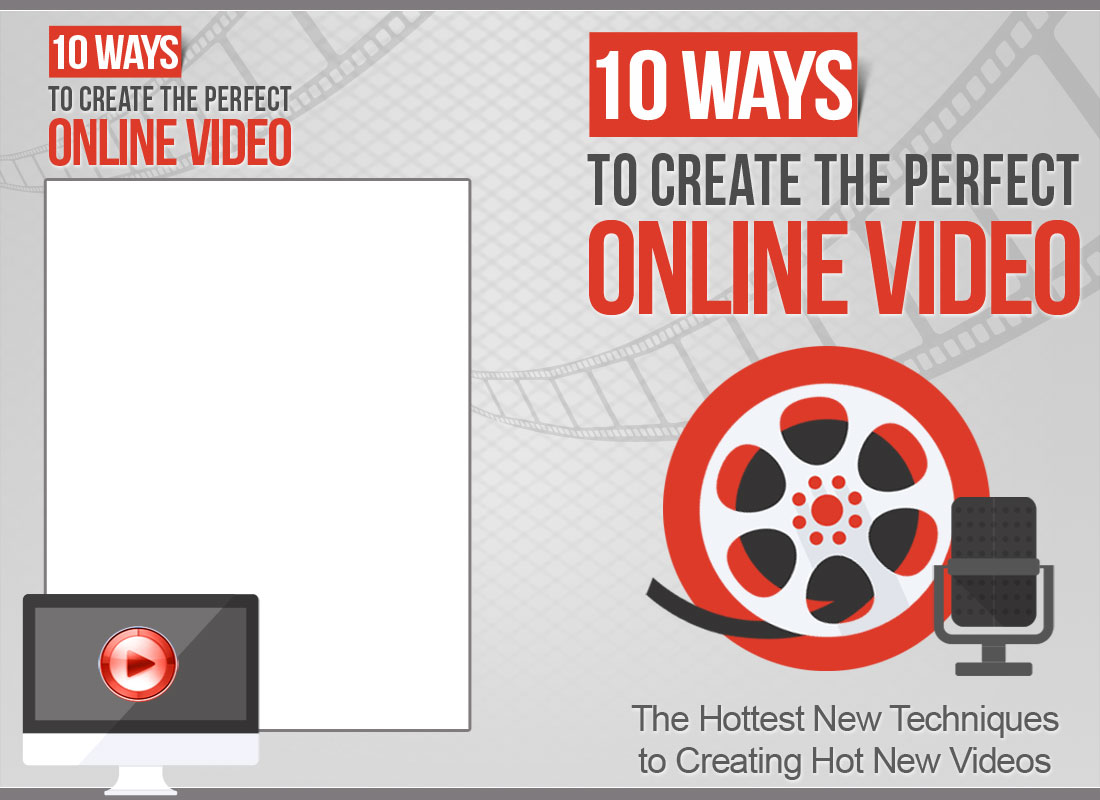 10 WAYS
TO CREATE THE PERFECT
ONLINE VIDEO
10 WAYS
TO CREATE THE PERFECT
ONLINE VIDEO
The Hottest New Techniques
to Creating Hot New Videos